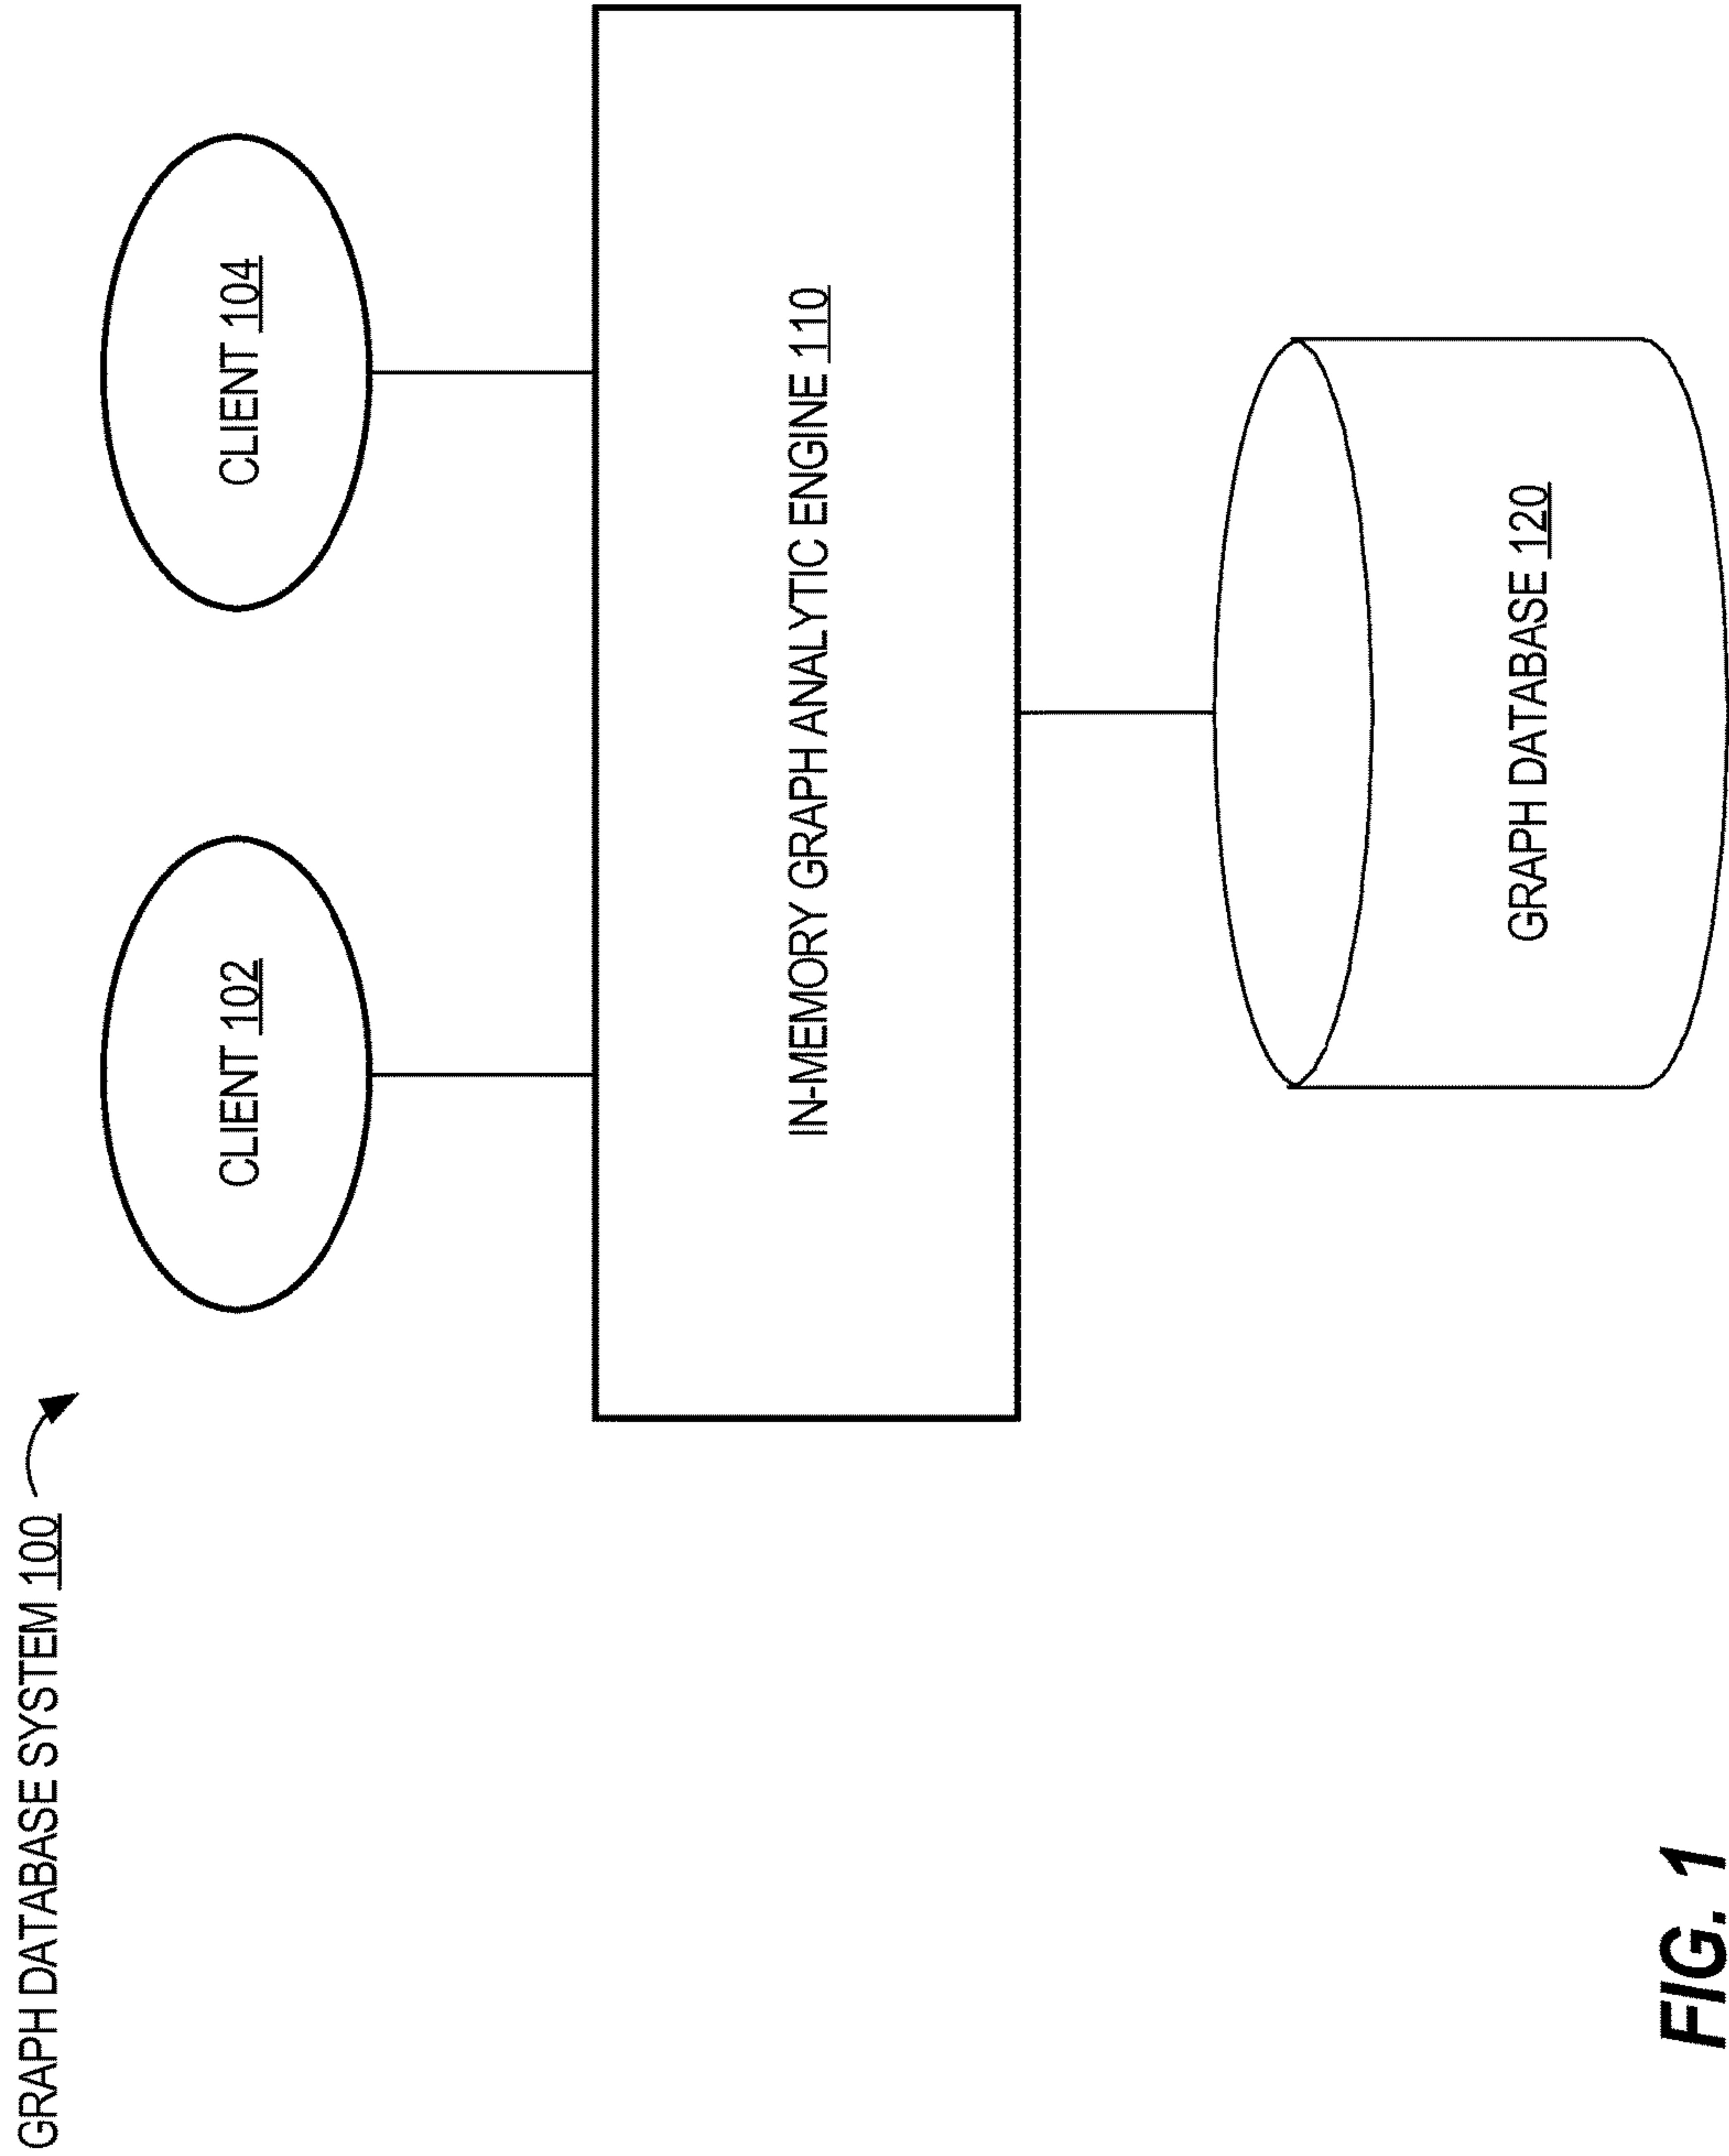 GRAPH DATABASE SYSTEM 100
CLIENT 102
CLIENT 104
IN-MEMORY GRAPH ANALYTIC ENGINE 110
GRAPH DATABASE 120
FIG. 1